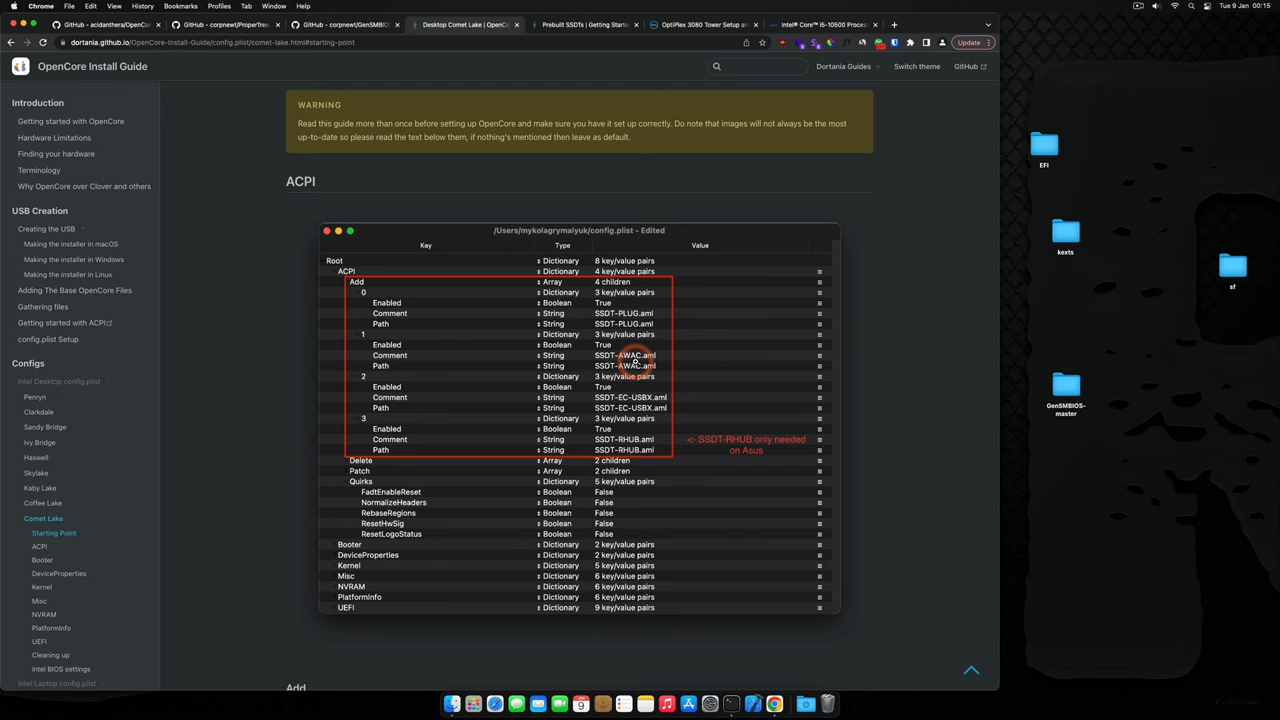 Chrome File Edit View History Bookmarks Profiles Tab Window Help
Tue 9 Jan 00:15
GitHub - acidanthera/OpenCo
GitHub - corpnewt/ProperTree
GitHub - corpnewt/GenSMBIOS
Desktop Comet Lake | OpenC
Prebuilt SSDTs | Getting Starte
OptiPlex 3080 Tower Setup an
Intel® Core™ i5-10500 Proces
dortania.github.io/OpenCore-Install-Guide/config.plist/comet-lake.html#starting-point
Update
OpenCore Install Guide
Dortania Guides
Switch theme
GitHub
Introduction
Getting started with OpenCore
Hardware Limitations
Finding your hardware
Terminology
Why OpenCore over Clover and others
USB Creation
Creating the USB
Making the installer in macOS
Making the installer in Windows
Making the installer in Linux
Adding The Base OpenCore Files
Gathering files
Getting started with ACPI
config.plist Setup
Configs
Intel Desktop config.plist
Penryn
Clarkdale
Sandy Bridge
Ivy Bridge
Haswell
Skylake
Kaby Lake
Coffee Lake
Comet Lake
Starting Point
ACPI
Booter
DeviceProperties
Kernel
Misc
NVRAM
PlatformInfo
UEFI
Cleaning up
Intel BIOS settings
Intel Laptop config.plist
WARNING
Read this guide more than once before setting up OpenCore and make sure you have it set up correctly. Do note that images will not always be the most
up-to-date so please read the text below them, if nothing's mentioned then leave as default.
ACPI
/Users/mykolagrymalyuk/config.plist - Edited
Key Type Value
Root Dictionary 8 key/value pairs
ACPI Dictionary 4 key/value pairs
Add Array 4 children
0 Dictionary 3 key/value pairs
Enabled Boolean True
Comment String SSDT-PLUG.aml
Path String SSDT-PLUG.aml
1 Dictionary 3 key/value pairs
Enabled Boolean True
Comment String SSDT-AWAC.aml
Path String SSDT-AWAC.aml
2 Dictionary 3 key/value pairs
Enabled Boolean True
Comment String SSDT-EC-USBX.aml
Path String SSDT-EC-USBX.aml
3 Dictionary 3 key/value pairs
Enabled Boolean True
Comment String SSDT-RHUB.aml
Path String SSDT-RHUB.aml
<- SSDT-RHUB only needed
on Asus
Delete Array 2 children
Patch Array 2 children
Quirks Dictionary 5 key/value pairs
FadtEnableReset Boolean False
NormalizeHeaders Boolean False
RebaseRegions Boolean False
ResetHwSig Boolean False
ResetLogoStatus Boolean False
Booter Dictionary 2 key/value pairs
DeviceProperties Dictionary 2 key/value pairs
Kernel Dictionary 5 key/value pairs
Misc Dictionary 6 key/value pairs
NVRAM Dictionary 6 key/value pairs
PlatformInfo Dictionary 6 key/value pairs
UEFI Dictionary 9 key/value pairs
Add
EFI
kexts
sf
GenSMBIOS-
master